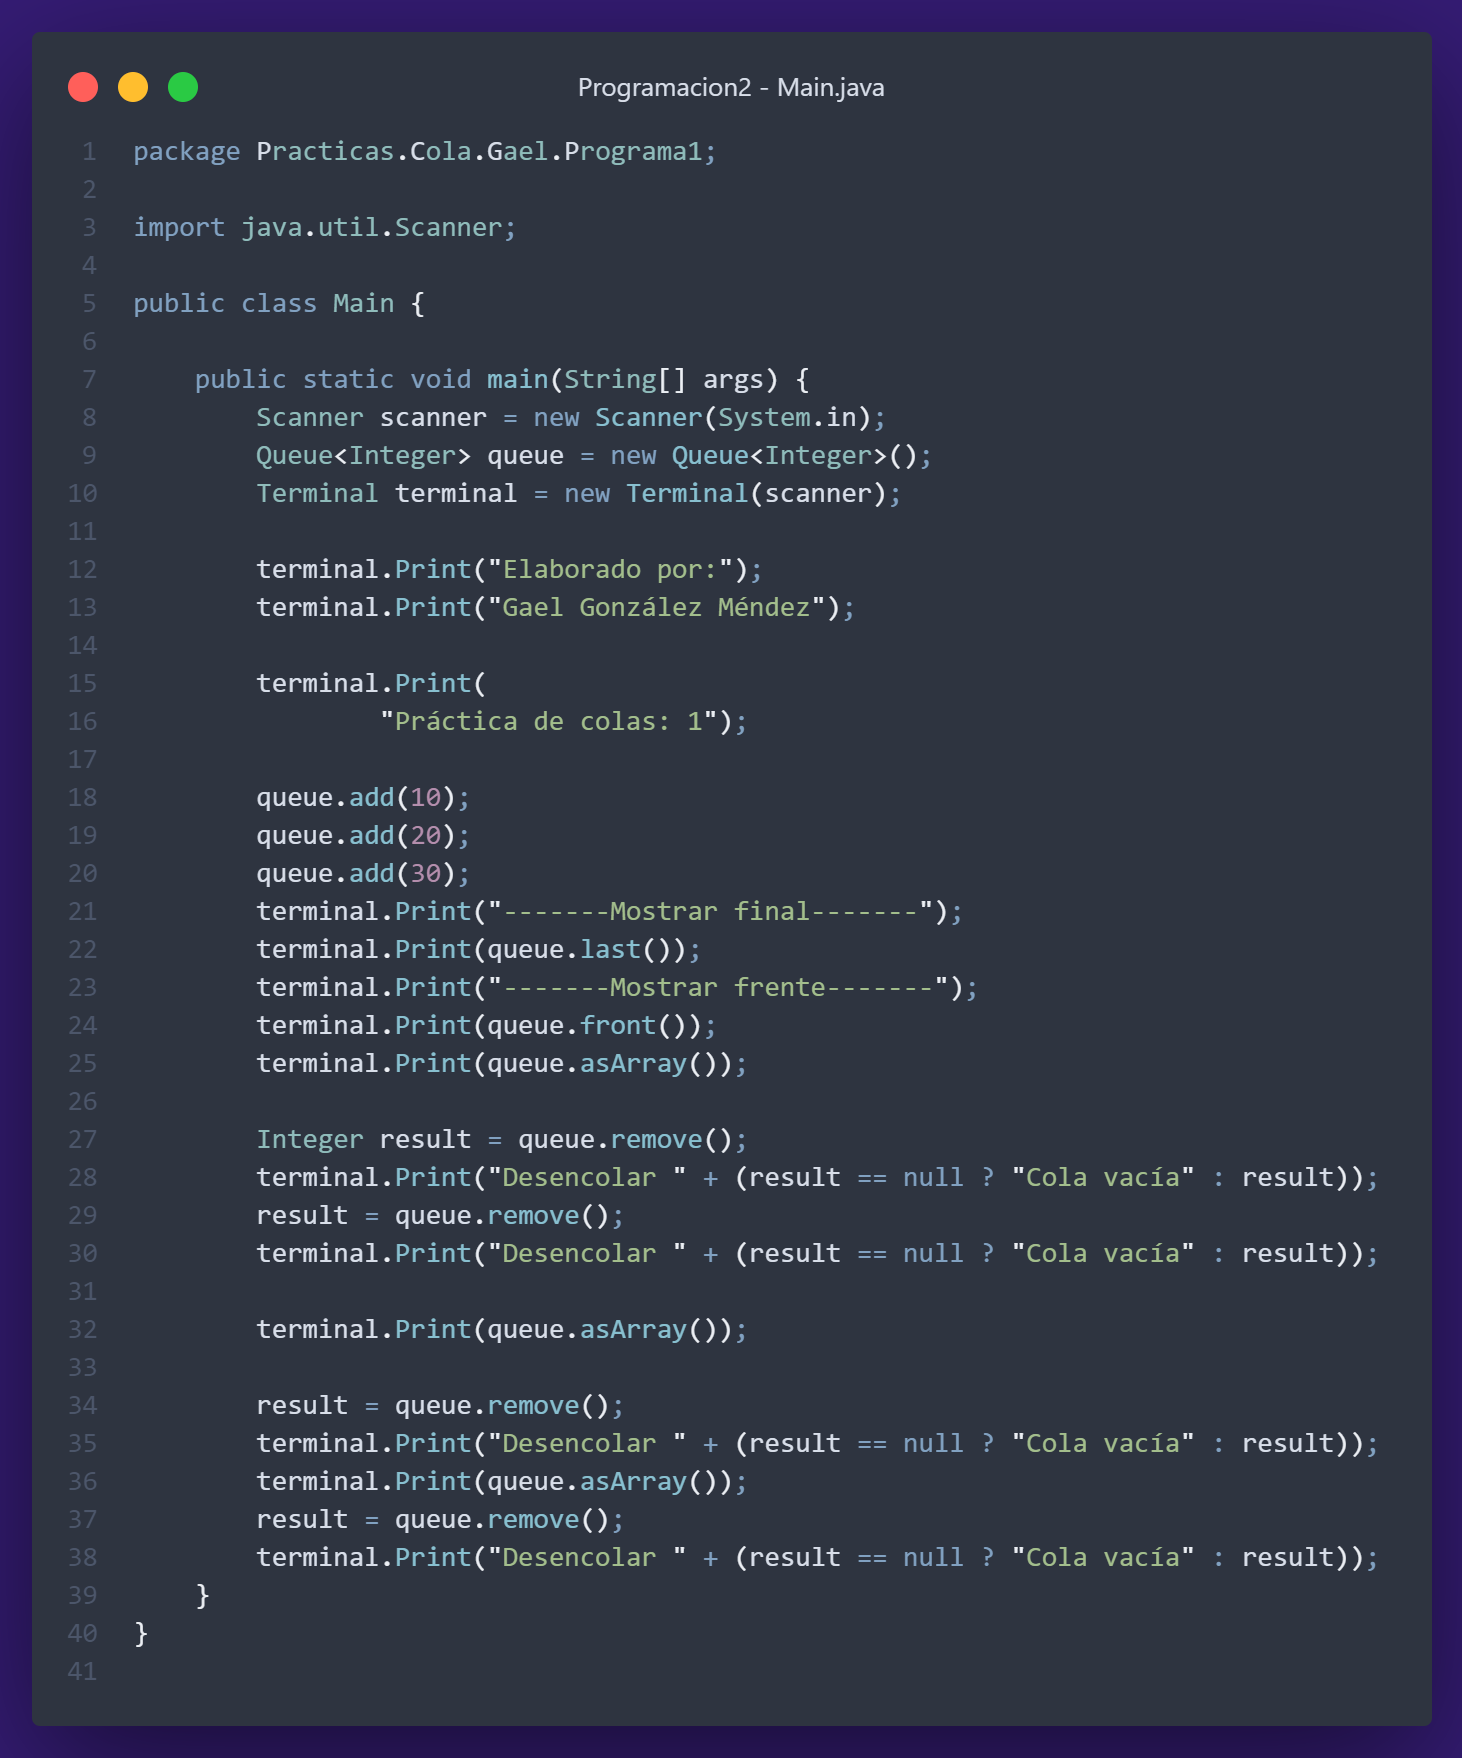 Programacion2 - Main.java
1 package Practicas.Cola.Gael.Programa1;
2
3 import java.util.Scanner;
4
5 public class Main {
6
7     public static void main(String[] args) {
8         Scanner scanner = new Scanner(System.in);
9         Queue<Integer> queue = new Queue<Integer>();
10         Terminal terminal = new Terminal(scanner);
11
12         terminal.Print("Elaborado por:");
13         terminal.Print("Gael González Méndez");
14
15         terminal.Print(
16                 "Práctica de colas: 1");
17
18         queue.add(10);
19         queue.add(20);
20         queue.add(30);
21         terminal.Print("-------Mostrar final-------");
22         terminal.Print(queue.last());
23         terminal.Print("-------Mostrar frente-------");
24         terminal.Print(queue.front());
25         terminal.Print(queue.asArray());
26
27         Integer result = queue.remove();
28         terminal.Print("Desencolar " + (result == null ? "Cola vacía" : result));
29         result = queue.remove();
30         terminal.Print("Desencolar " + (result == null ? "Cola vacía" : result));
31
32         terminal.Print(queue.asArray());
33
34         result = queue.remove();
35         terminal.Print("Desencolar " + (result == null ? "Cola vacía" : result));
36         terminal.Print(queue.asArray());
37         result = queue.remove();
38         terminal.Print("Desencolar " + (result == null ? "Cola vacía" : result));
39     }
40 }
41